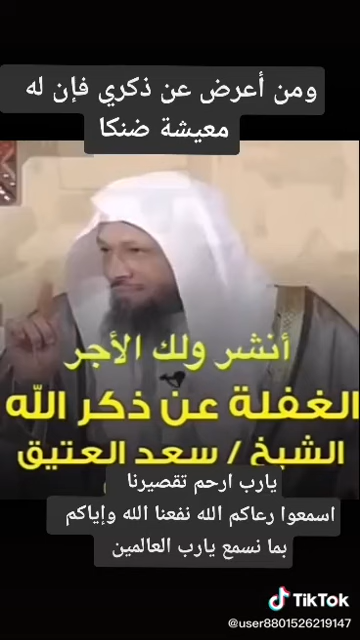 ومن أعرض عن ذكري فإن له
معيشة ضنكا
أنشر ولك الأجر
الغفلة عن ذكر الله
الشيخ / سعد العتيق
يارب ارحم تقصيرنا
اسمعوا رعاكم الله نفعنا الله وإياكم
بما نسمع يارب العالمين
TikTok
@user8801526219147